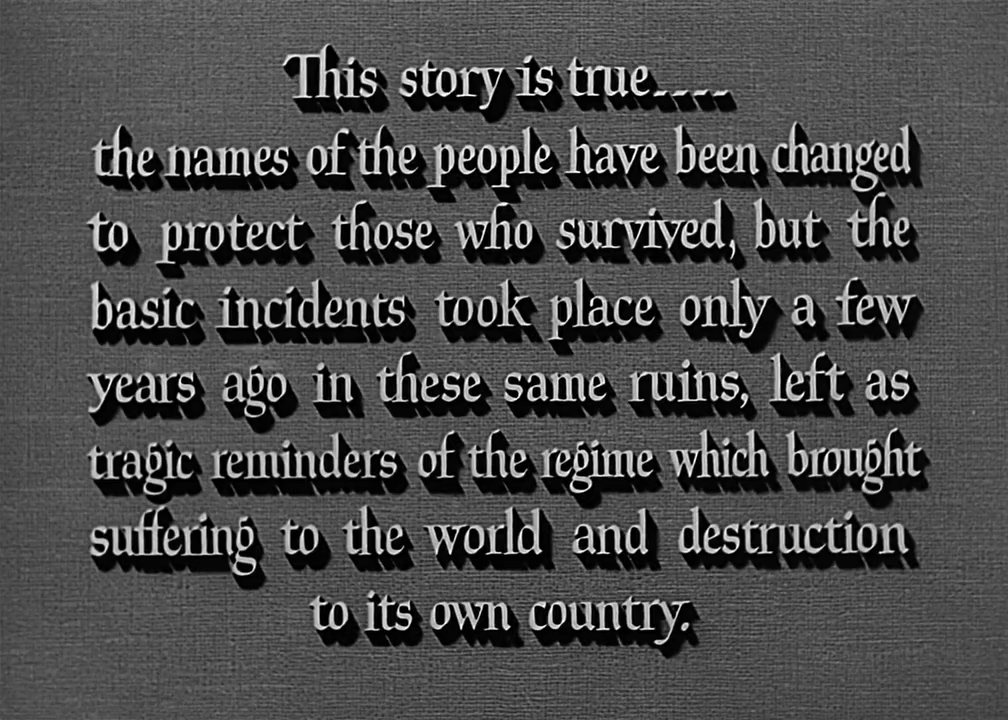 This story is true....
the names of the people have been changed
to protect those who survived, but the
basic incidents took place only a few
years ago in these same ruins, left as
tragic reminders of the regime which brought
suffering to the world and destruction
to its own country.